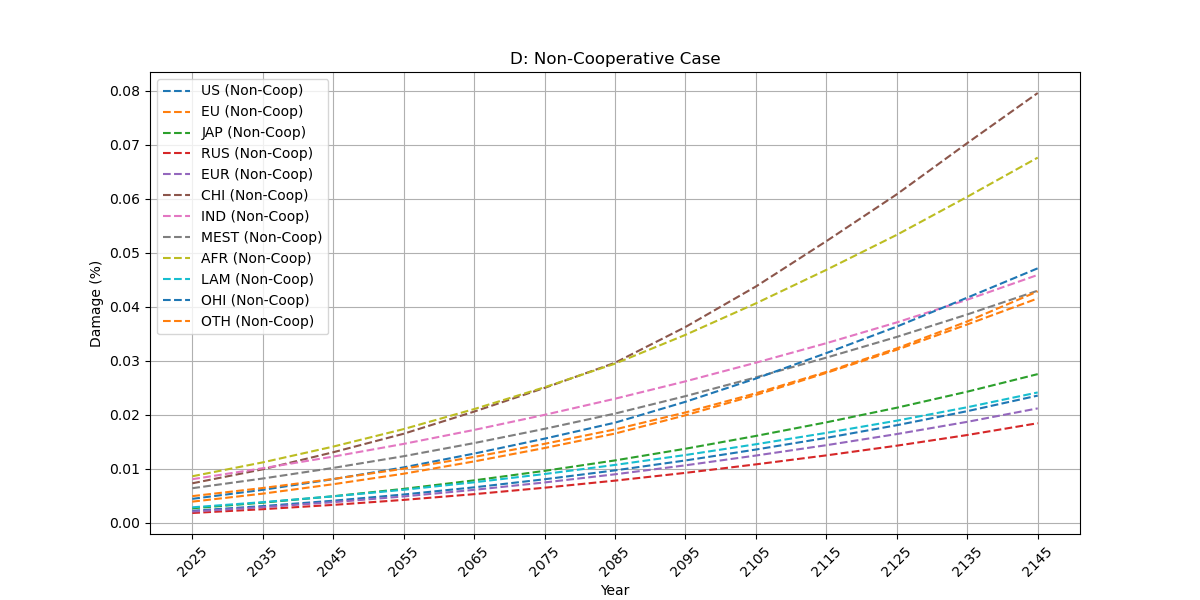 D: Non-Cooperative Case
0.08
0.07
0.06
0.05
0.04
0.03
0.02
0.01
0.00
Damage (%)
US (Non-Coop)
EU (Non-Coop)
JAP (Non-Coop)
RUS (Non-Coop)
EUR (Non-Coop)
CHI (Non-Coop)
IND (Non-Coop)
MEST (Non-Coop)
AFR (Non-Coop)
LAM (Non-Coop)
OHI (Non-Coop)
OTH (Non-Coop)
2025 2035 2045 2055 2065 2075 2085 2095 2105 2115 2125 2135 2145
Year